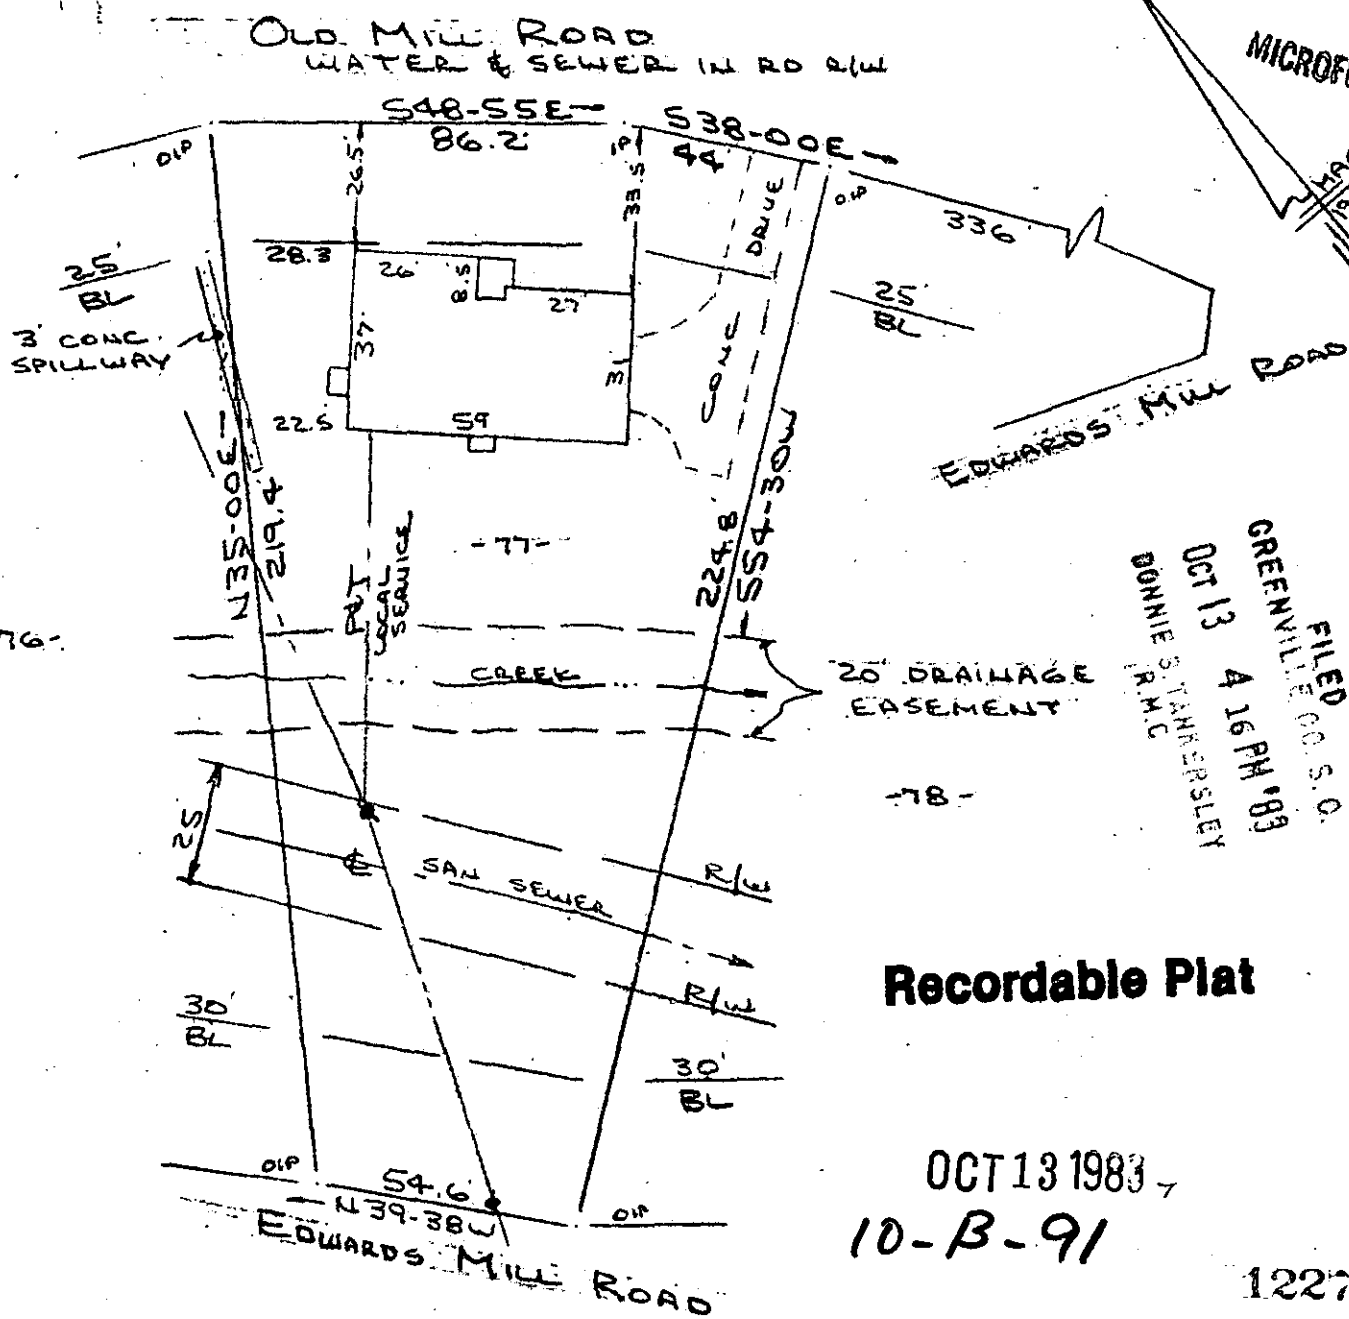 OLD MILL ROAD
WATER & SEWER IN RD R/W
MICROF
S48-55E
86.2'
S38-00E
44'
OIP
IP
OIP
26.5'
33.5
DRIVE
336'
25'
BL
28.3
26'
8.5
27'
25'
BL
3' CONC.
SPILLWAY
37'
31
CONC
EDWARDS MILL ROAD
22.5
59
N35-00E
219.4
P&T
LOCAL
SERVICE
-77-
224.8'
S54-30W
FILED
GREENVILLE CO. S.C.
OCT 13 4 16 PM '83
DONNIE S. TANKERSLEY
R.M.C
76-
CREEK
20' DRAINAGE
EASEMENT
-78-
25
℄
SAN SEWER
R/W
R/W
Recordable Plat
30'
BL
30'
BL
OIP
54.6'
N39-38W
OIP
EDWARDS MILL ROAD
OCT 13 1983
10-B-91
1227